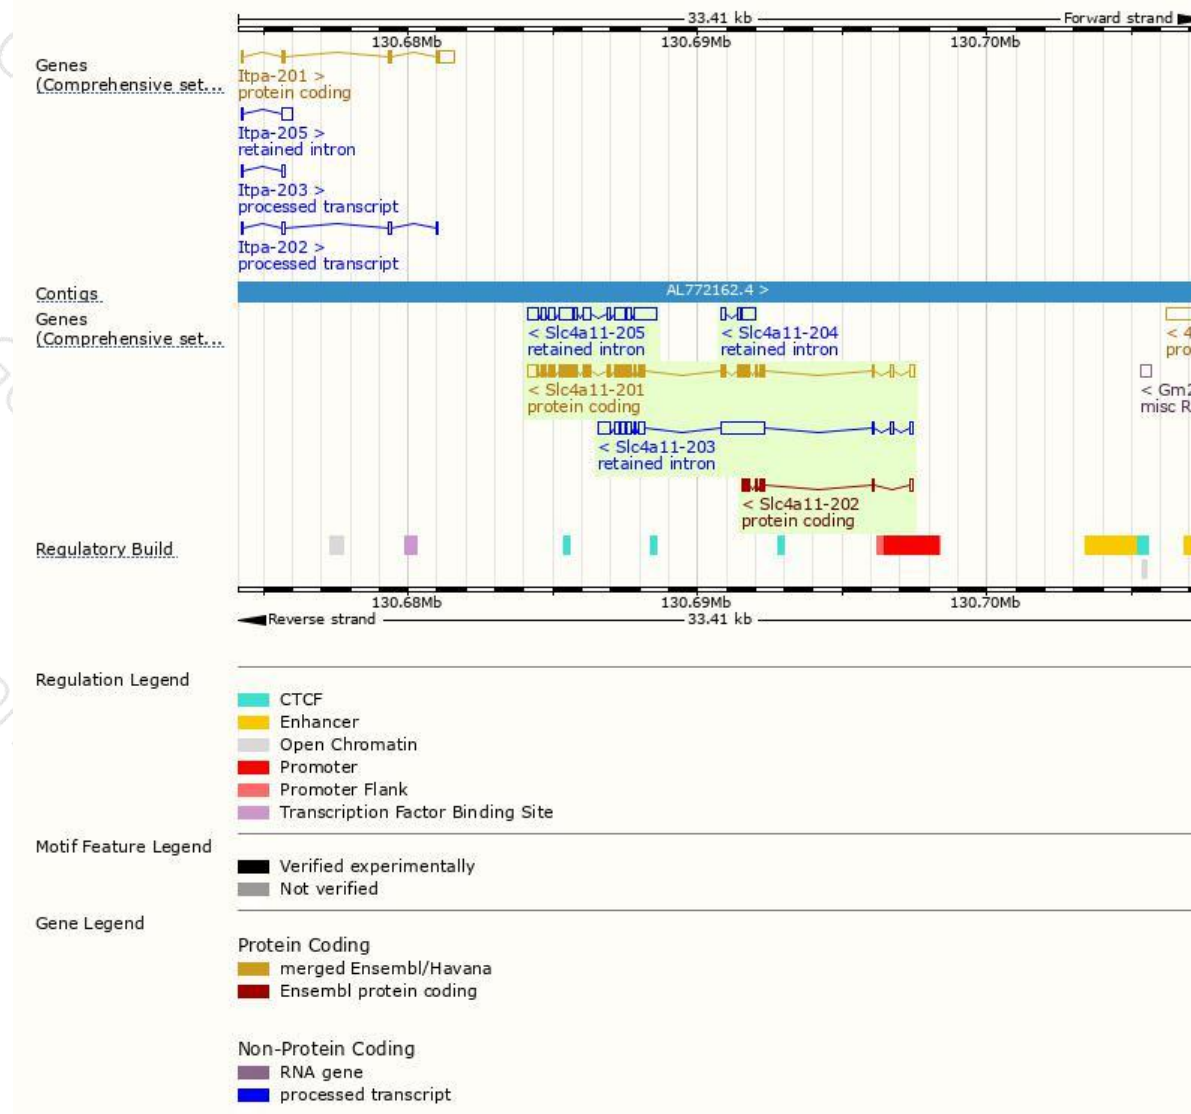 33.41 kb
Forward strand
130.68Mb 130.69Mb 130.70Mb
Genes
(Comprehensive set...
Itpa-201 >
protein coding
Itpa-205 >
retained intron
Itpa-203 >
processed transcript
Itpa-202 >
processed transcript
Contigs
AL772162.4 >
Genes
(Comprehensive set...
< Slc4a11-205
retained intron
< Slc4a11-204
retained intron
< 4
pro
< Slc4a11-201
protein coding
< Gm2
misc R
< Slc4a11-203
retained intron
< Slc4a11-202
protein coding
Regulatory Build
130.68Mb 130.69Mb 130.70Mb
Reverse strand
33.41 kb
Regulation Legend
CTCF
Enhancer
Open Chromatin
Promoter
Promoter Flank
Transcription Factor Binding Site
Motif Feature Legend
Verified experimentally
Not verified
Gene Legend
Protein Coding
merged Ensembl/Havana
Ensembl protein coding
Non-Protein Coding
RNA gene
processed transcript